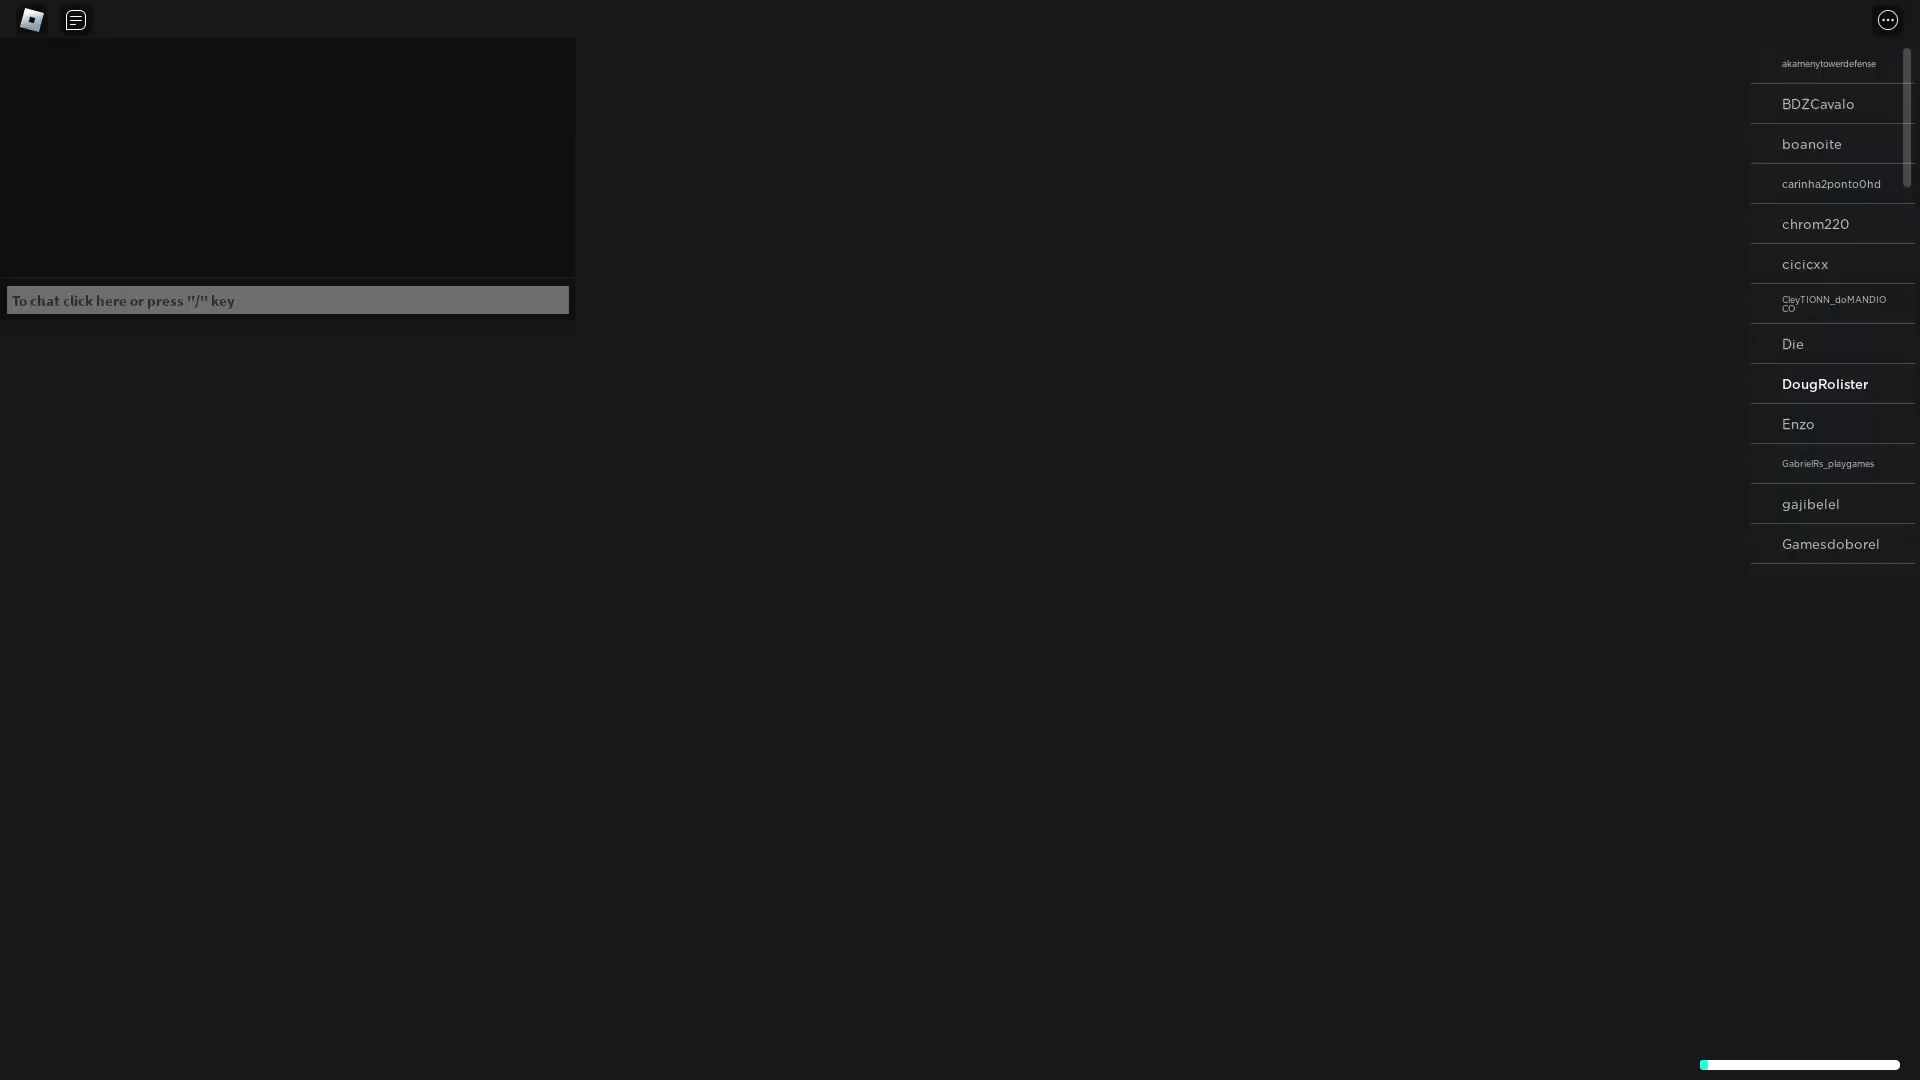 To chat click here or press "/" key
akamenytowerdefense
BDZCavalo
boanoite
carinha2ponto0hd
chrom220
cicicxx
CleyTIONN_doMANDIO
CO
Die
DougRolister
Enzo
GabrielRs_playgames
gajibelel
Gamesdoborel